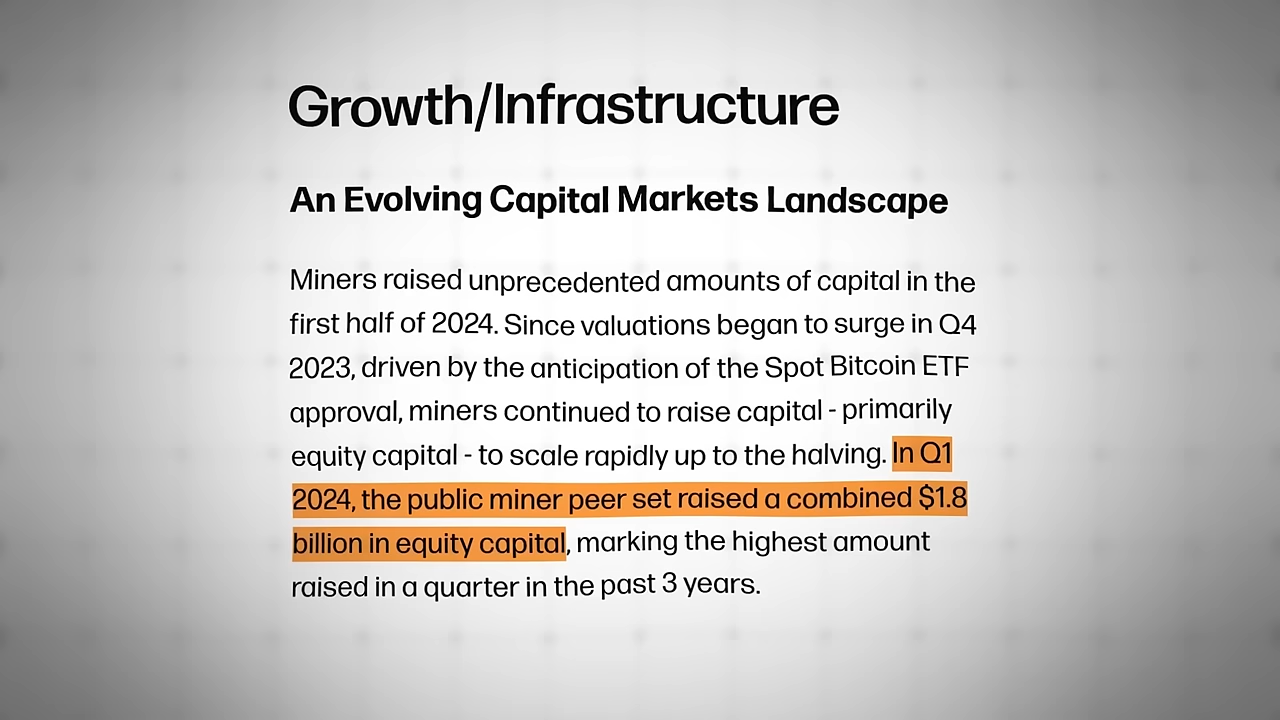 Growth/Infrastructure
An Evolving Capital Markets Landscape
Miners raised unprecedented amounts of capital in the
first half of 2024. Since valuations began to surge in Q4
2023, driven by the anticipation of the Spot Bitcoin ETF
approval, miners continued to raise capital - primarily
equity capital - to scale rapidly up to the halving. In Q1
2024, the public miner peer set raised a combined $1.8
billion in equity capital, marking the highest amount
raised in a quarter in the past 3 years.